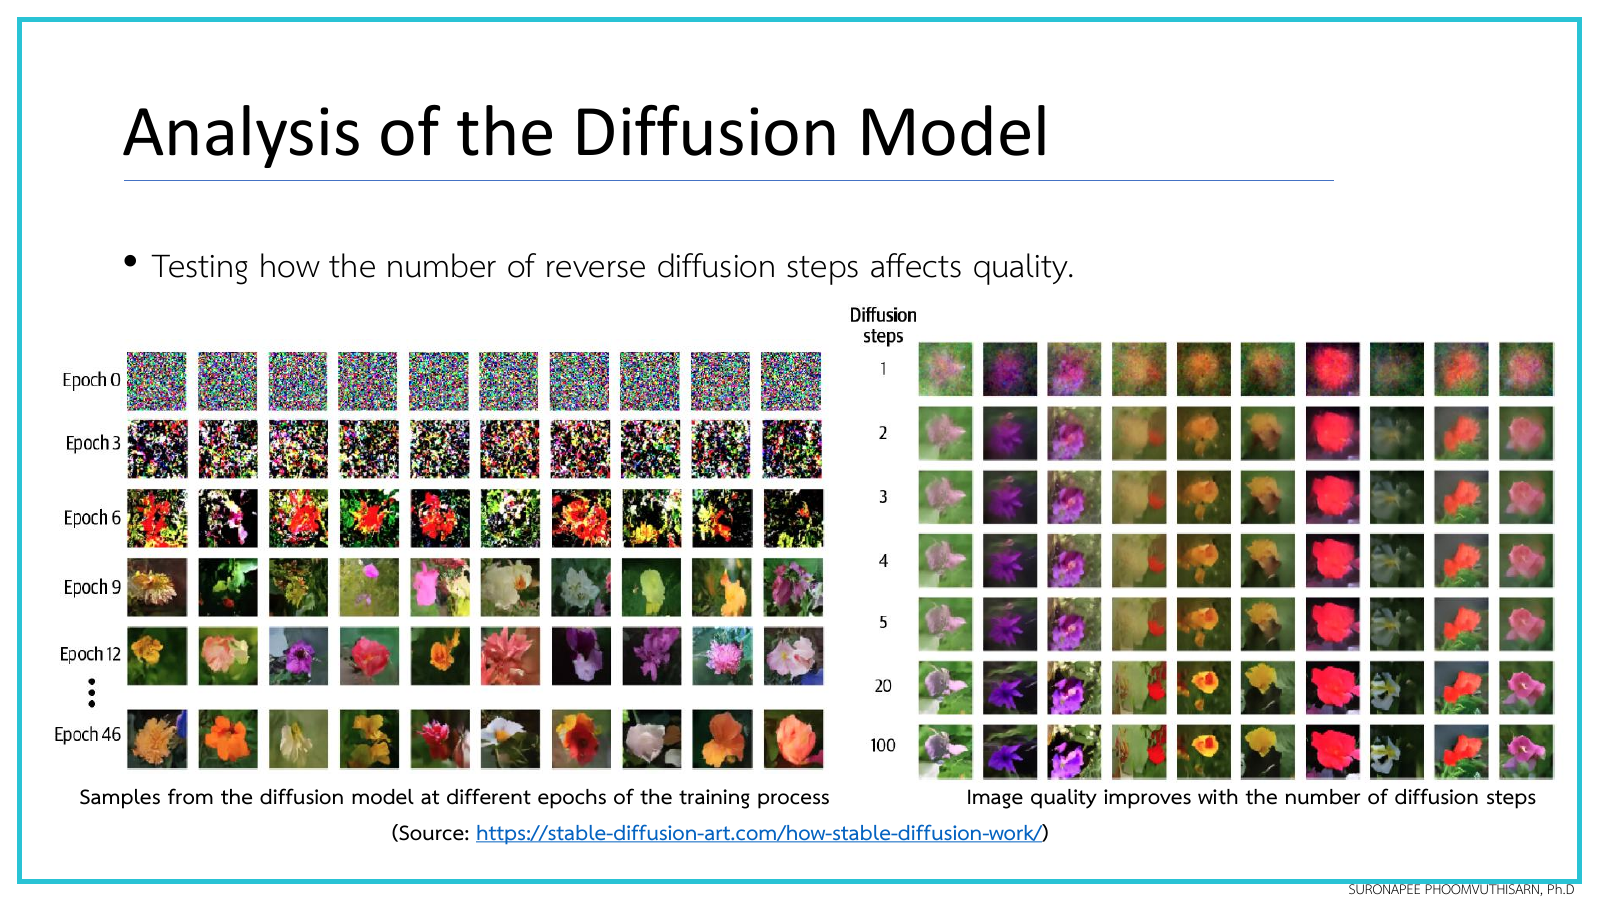 Analysis of the Diffusion Model
• Testing how the number of reverse diffusion steps affects quality.
Epoch 0
Epoch 3
Epoch 6
Epoch 9
Epoch 12
Epoch 46
Samples from the diffusion model at different epochs of the training process
Diffusion
steps
1
2
3
4
5
20
100
Image quality improves with the number of diffusion steps
(Source: https://stable-diffusion-art.com/how-stable-diffusion-work/)
SURONAPEE PHOOMVUTHISARN, Ph.D